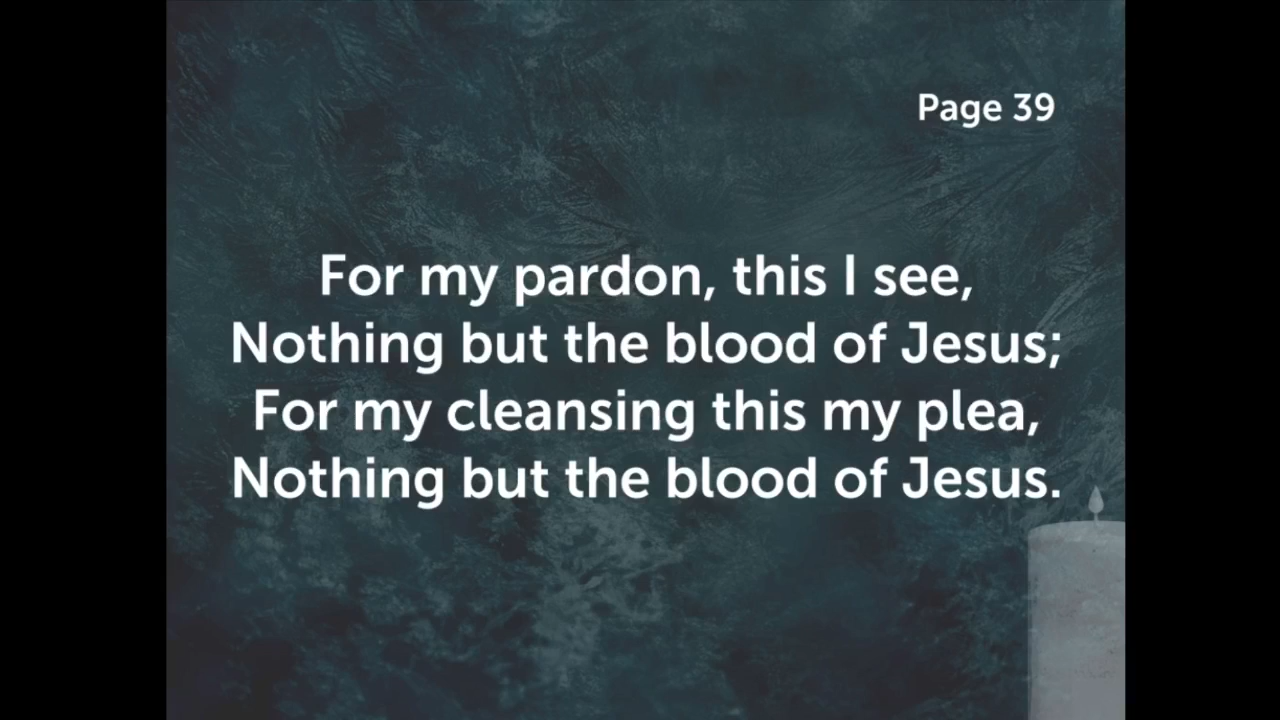 Page 39
For my pardon, this I see,
Nothing but the blood of Jesus;
For my cleansing this my plea,
Nothing but the blood of Jesus.